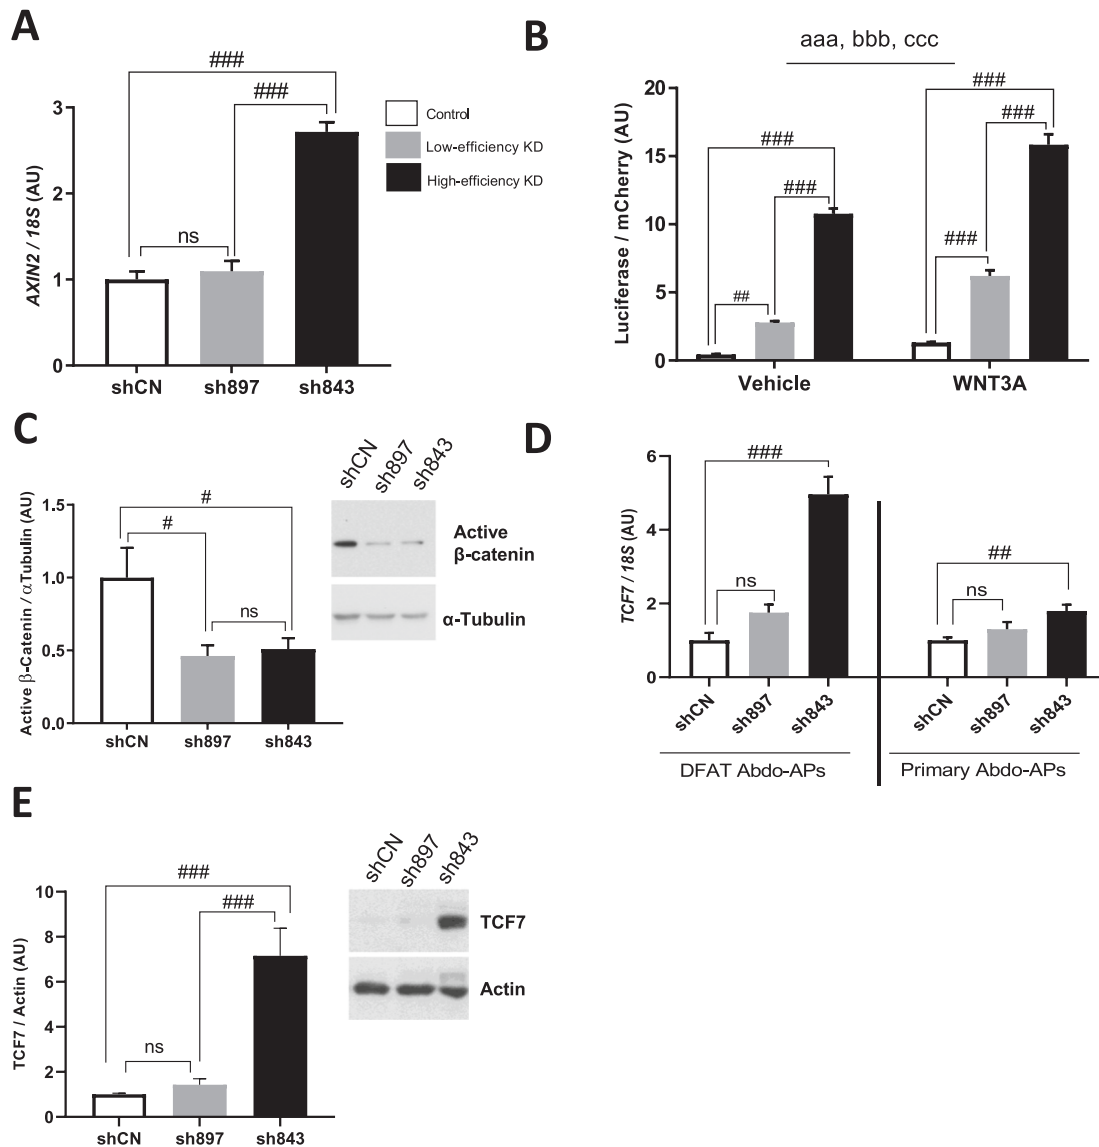 A
###
###
ns
AXIN2 / 18S (AU)
3
2
1
0
shCN
sh897
sh843
Control
Low-efficiency KD
High-efficiency KD
B
aaa, bbb, ccc
Luciferase / mCherry (AU)
20
15
10
5
0
###
###
##
###
###
###
Vehicle
WNT3A
C
Active β-Catenin / αTubulin (AU)
1.5
1.0
0.5
0.0
#
#
ns
shCN
sh897
sh843
shCN
sh897
sh843
Active
β-catenin
α-Tubulin
D
TCF7 / 18S (AU)
6
4
2
0
###
ns
##
ns
shCN
sh897
sh843
shCN
sh897
sh843
DFAT Abdo-APs
Primary Abdo-APs
E
TCF7 / Actin (AU)
10
8
6
4
2
0
###
###
ns
shCN
sh897
sh843
shCN
sh897
sh843
TCF7
Actin